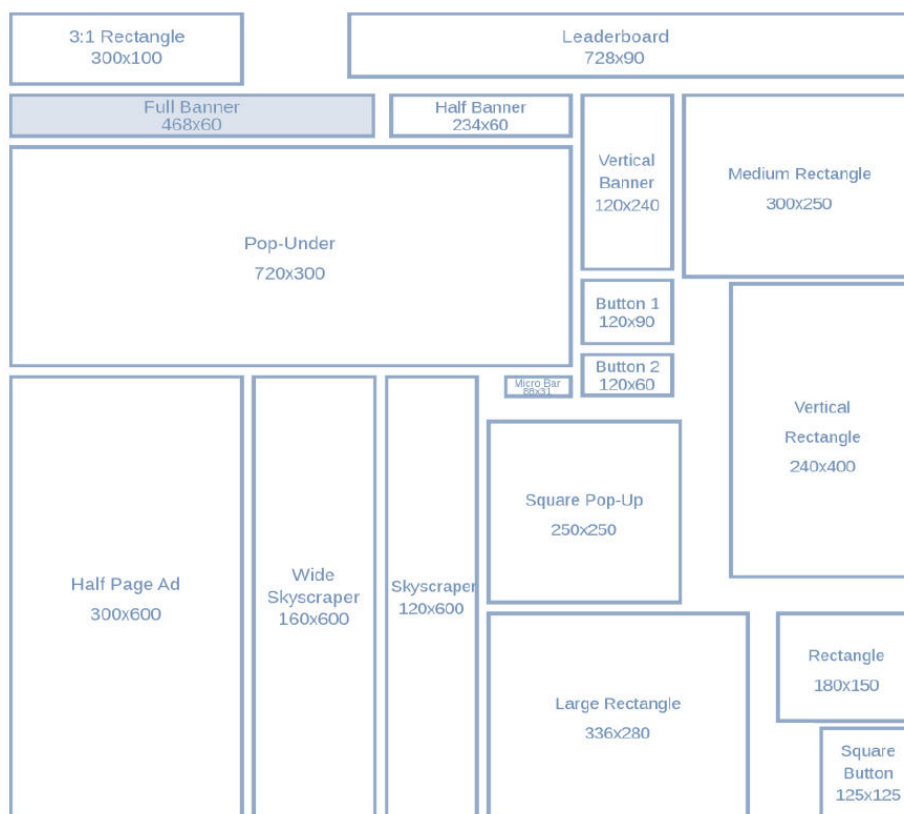 3:1 Rectangle
300x100
Leaderboard
728x90
Full Banner
468x60
Half Banner
234x60
Vertical
Banner
120x240
Medium Rectangle
300x250
Pop-Under
720x300
Button 1
120x90
Button 2
120x60
Micro Bar
88x31
Vertical
Rectangle
240x400
Square Pop-Up
250x250
Half Page Ad
300x600
Wide
Skyscraper
160x600
Skyscraper
120x600
Large Rectangle
336x280
Rectangle
180x150
Square
Button
125x125